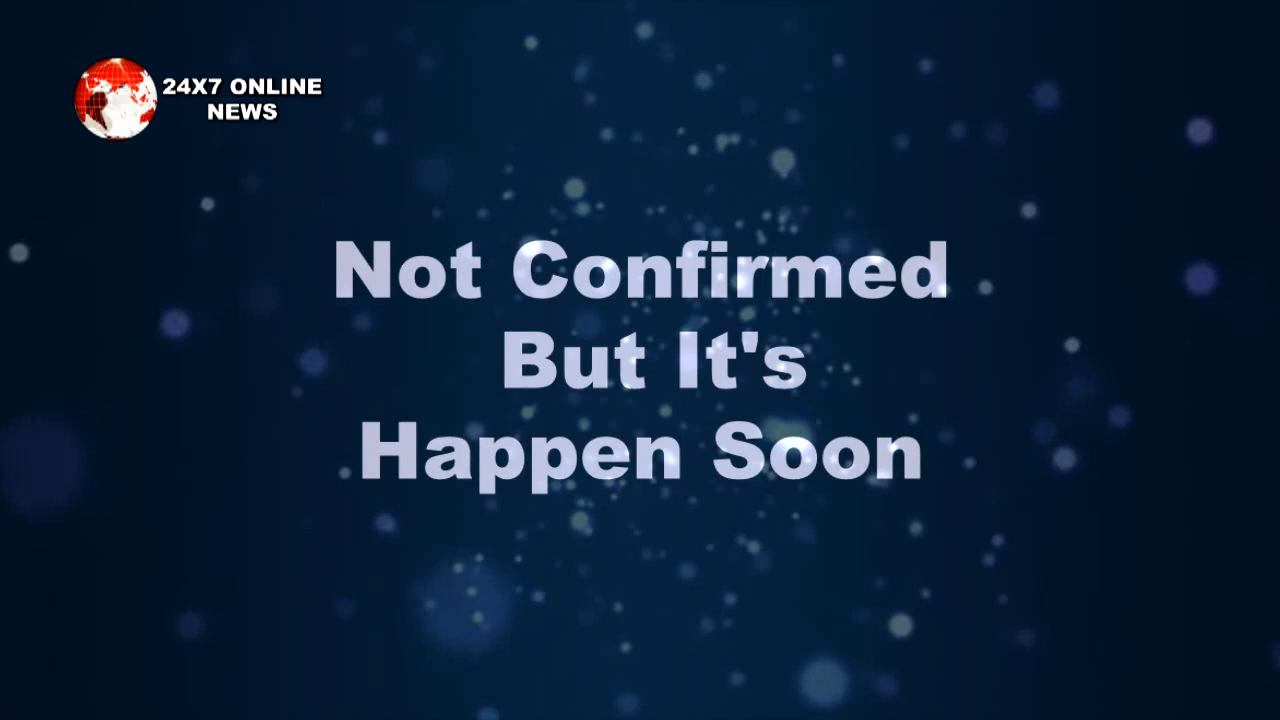 24X7 ONLINE
NEWS
Not Confirmed
But It's
Happen Soon